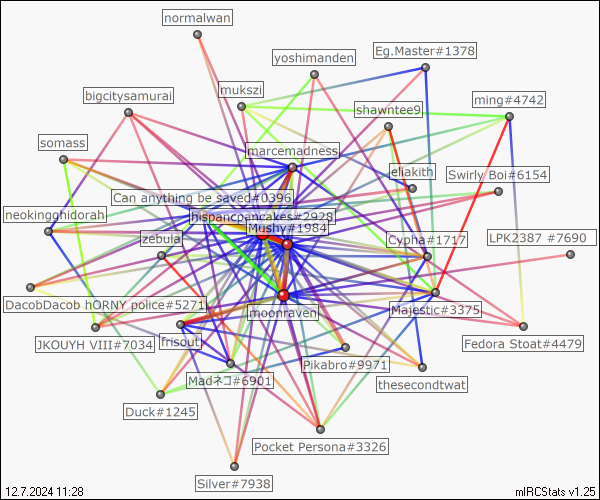 normalwan
Eg.Master#1378
yoshimanden
mukszi
bigcitysamurai
ming#4742
shawntee9
somass
marcemadness
eliakith
Swirly Boi#6154
Can anything be saved#0396
neokingghidorah
hispancpancakes#2928
Mushy#1984
zebula
Cypha#1717
LPK2387 #7690
DacobDacob hORNY police#5271
moonraven
Majestic#3375
JKOUYH VIII#7034
frisout
Fedora Stoat#4479
Pikabro#9971
Madネコ#6901
thesecondtwat
Duck#1245
Pocket Persona#3326
Silver#7938
12.7.2024 11:28
mIRCStats v1.25